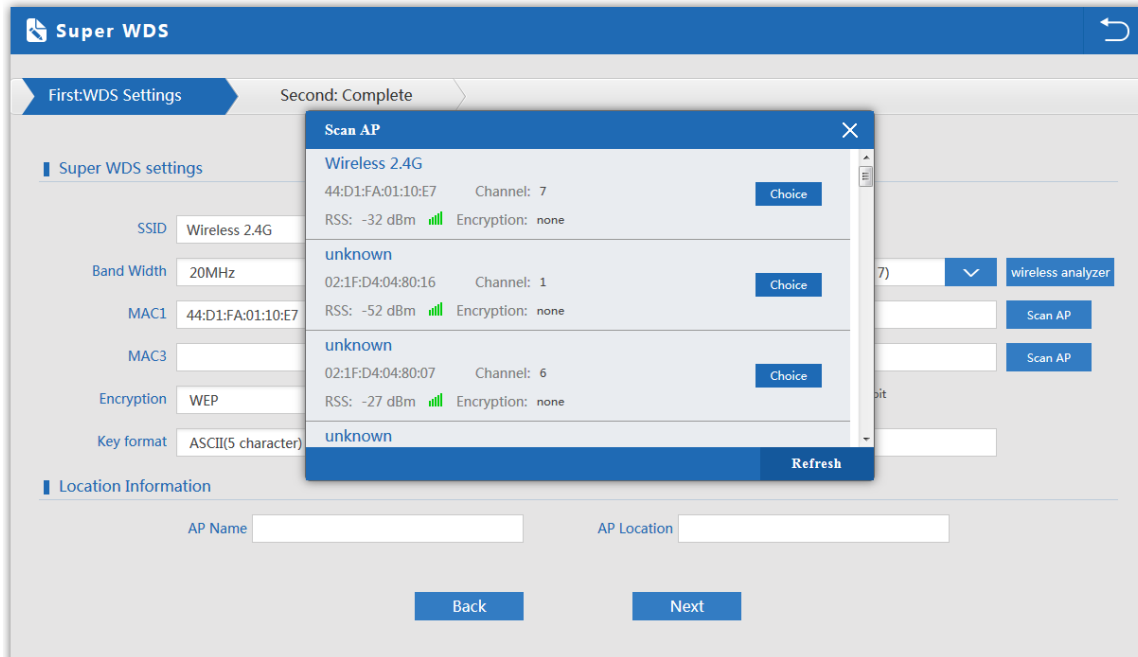 Super WDS
First:WDS Settings
Second: Complete
Super WDS settings
SSID Wireless 2.4G
Band Width 20MHz
7) wireless analyzer
MAC1 44:D1:FA:01:10:E7
Scan AP
MAC3
Scan AP
Encryption WEP
bit
Key format ASCII(5 character)
Scan AP
Wireless 2.4G
44:D1:FA:01:10:E7 Channel: 7
Choice
RSS: -32 dBm Encryption: none
unknown
02:1F:D4:04:80:16 Channel: 1
Choice
RSS: -52 dBm Encryption: none
unknown
02:1F:D4:04:80:07 Channel: 6
Choice
RSS: -27 dBm Encryption: none
unknown
Refresh
Location Information
AP Name
AP Location
Back
Next